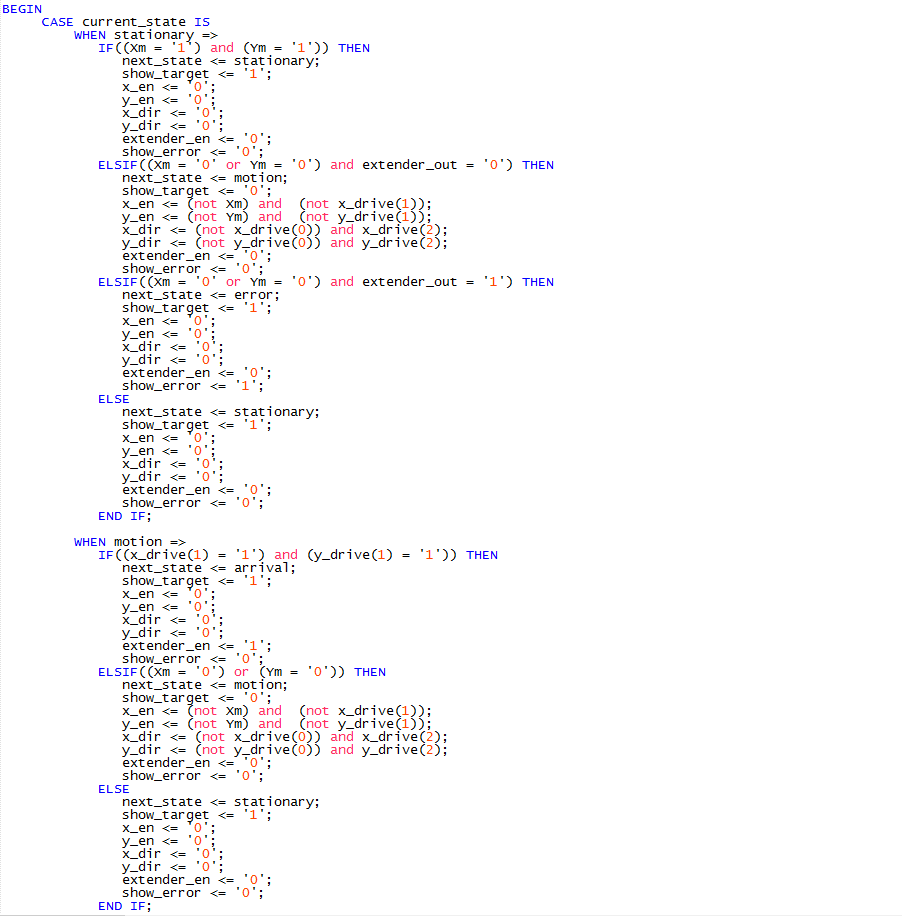 BEGIN
CASE current_state IS
WHEN stationary =>
IF((Xm = '1') and (Ym = '1')) THEN
next_state <= stationary;
show_target <= '1';
x_en <= '0';
y_en <= '0';
x_dir <= '0';
y_dir <= '0';
extender_en <= '0';
show_error <= '0';
ELSIF((Xm = '0' or Ym = '0') and extender_out = '0') THEN
next_state <= motion;
show_target <= '0';
x_en <= (not Xm) and  (not x_drive(1));
y_en <= (not Ym) and  (not y_drive(1));
x_dir <= (not x_drive(0)) and x_drive(2);
y_dir <= (not y_drive(0)) and y_drive(2);
extender_en <= '0';
show_error <= '0';
ELSIF((Xm = '0' or Ym = '0') and extender_out = '1') THEN
next_state <= error;
show_target <= '1';
x_en <= '0';
y_en <= '0';
x_dir <= '0';
y_dir <= '0';
extender_en <= '0';
show_error <= '1';
ELSE
next_state <= stationary;
show_target <= '1';
x_en <= '0';
y_en <= '0';
x_dir <= '0';
y_dir <= '0';
extender_en <= '0';
show_error <= '0';
END IF;
WHEN motion =>
IF((x_drive(1) = '1') and (y_drive(1) = '1')) THEN
next_state <= arrival;
show_target <= '1';
x_en <= '0';
y_en <= '0';
x_dir <= '0';
y_dir <= '0';
extender_en <= '1';
show_error <= '0';
ELSIF((Xm = '0') or (Ym = '0')) THEN
next_state <= motion;
show_target <= '0';
x_en <= (not Xm) and  (not x_drive(1));
y_en <= (not Ym) and  (not y_drive(1));
x_dir <= (not x_drive(0)) and x_drive(2);
y_dir <= (not y_drive(0)) and y_drive(2);
extender_en <= '0';
show_error <= '0';
ELSE
next_state <= stationary;
show_target <= '1';
x_en <= '0';
y_en <= '0';
x_dir <= '0';
y_dir <= '0';
extender_en <= '0';
show_error <= '0';
END IF;